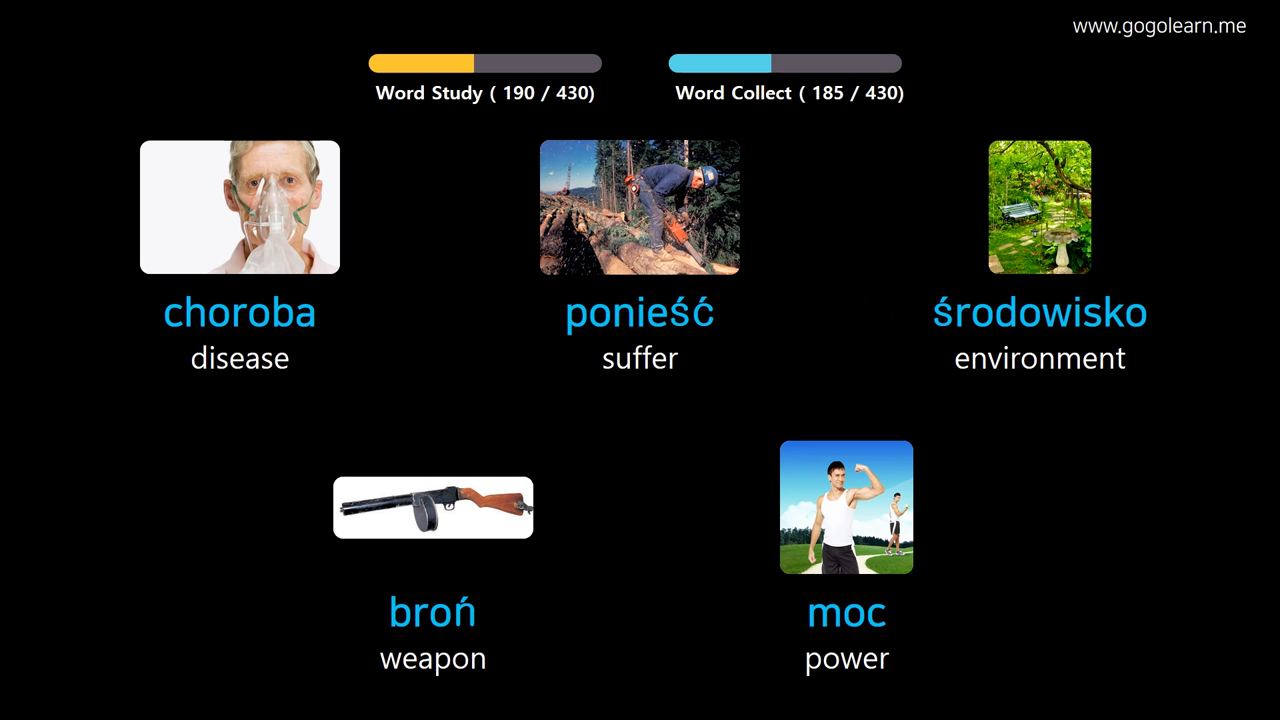 www.gogolearn.me
Word Study ( 190 / 430)
Word Collect ( 185 / 430)
choroba
disease
ponieść
suffer
środowisko
environment
broń
weapon
moc
power